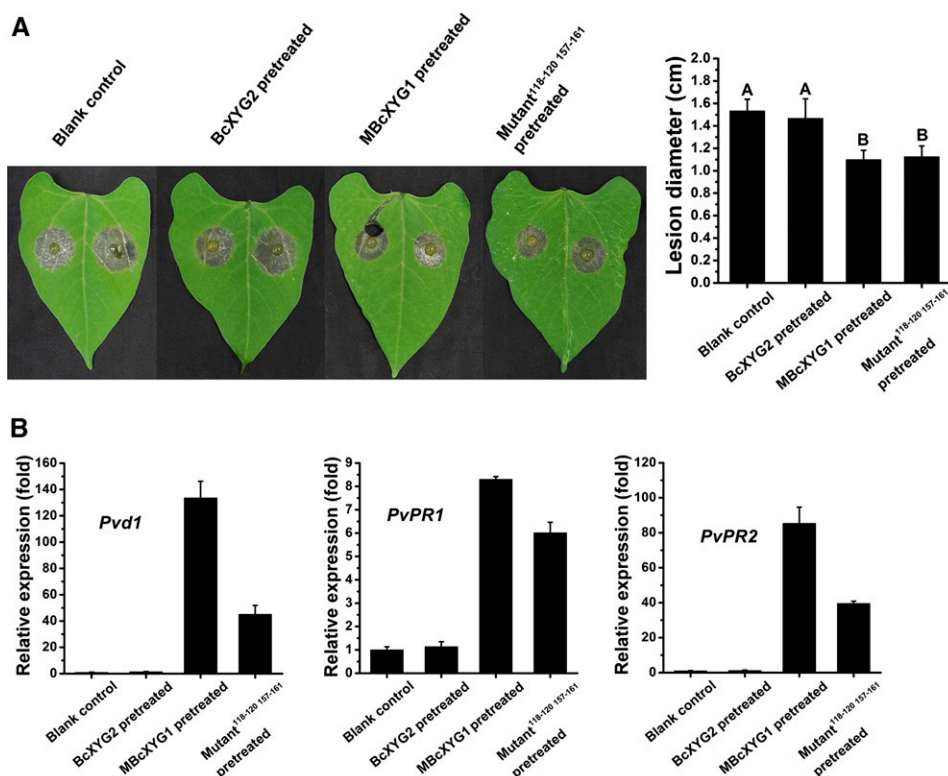 A
Blank control
BcXYG2 pretreated
MBcXYG1 pretreated
Mutant118-120 157-161
pretreated
Lesion diameter (cm)
2.0
1.8
1.6
1.4
1.2
1.0
0.8
0.6
0.4
0.2
0.0
A
A
B
B
Blank control
BcXYG2 pretreated
MBcXYG1 pretreated
Mutant118-120 157-161
pretreated
B
Relative expression (fold)
160
140
120
100
80
60
40
20
0
Pvd1
Blank control
BcXYG2 pretreated
MBcXYG1 pretreated
Mutant118-120 157-161
pretreated
Relative expression (fold)
9
8
7
6
5
4
3
2
1
0
PvPR1
Blank control
BcXYG2 pretreated
MBcXYG1 pretreated
Mutant118-120 157-161
pretreated
Relative expression (fold)
120
100
80
60
40
20
0
PvPR2
Blank control
BcXYG2 pretreated
MBcXYG1 pretreated
Mutant118-120 157-161
pretreated